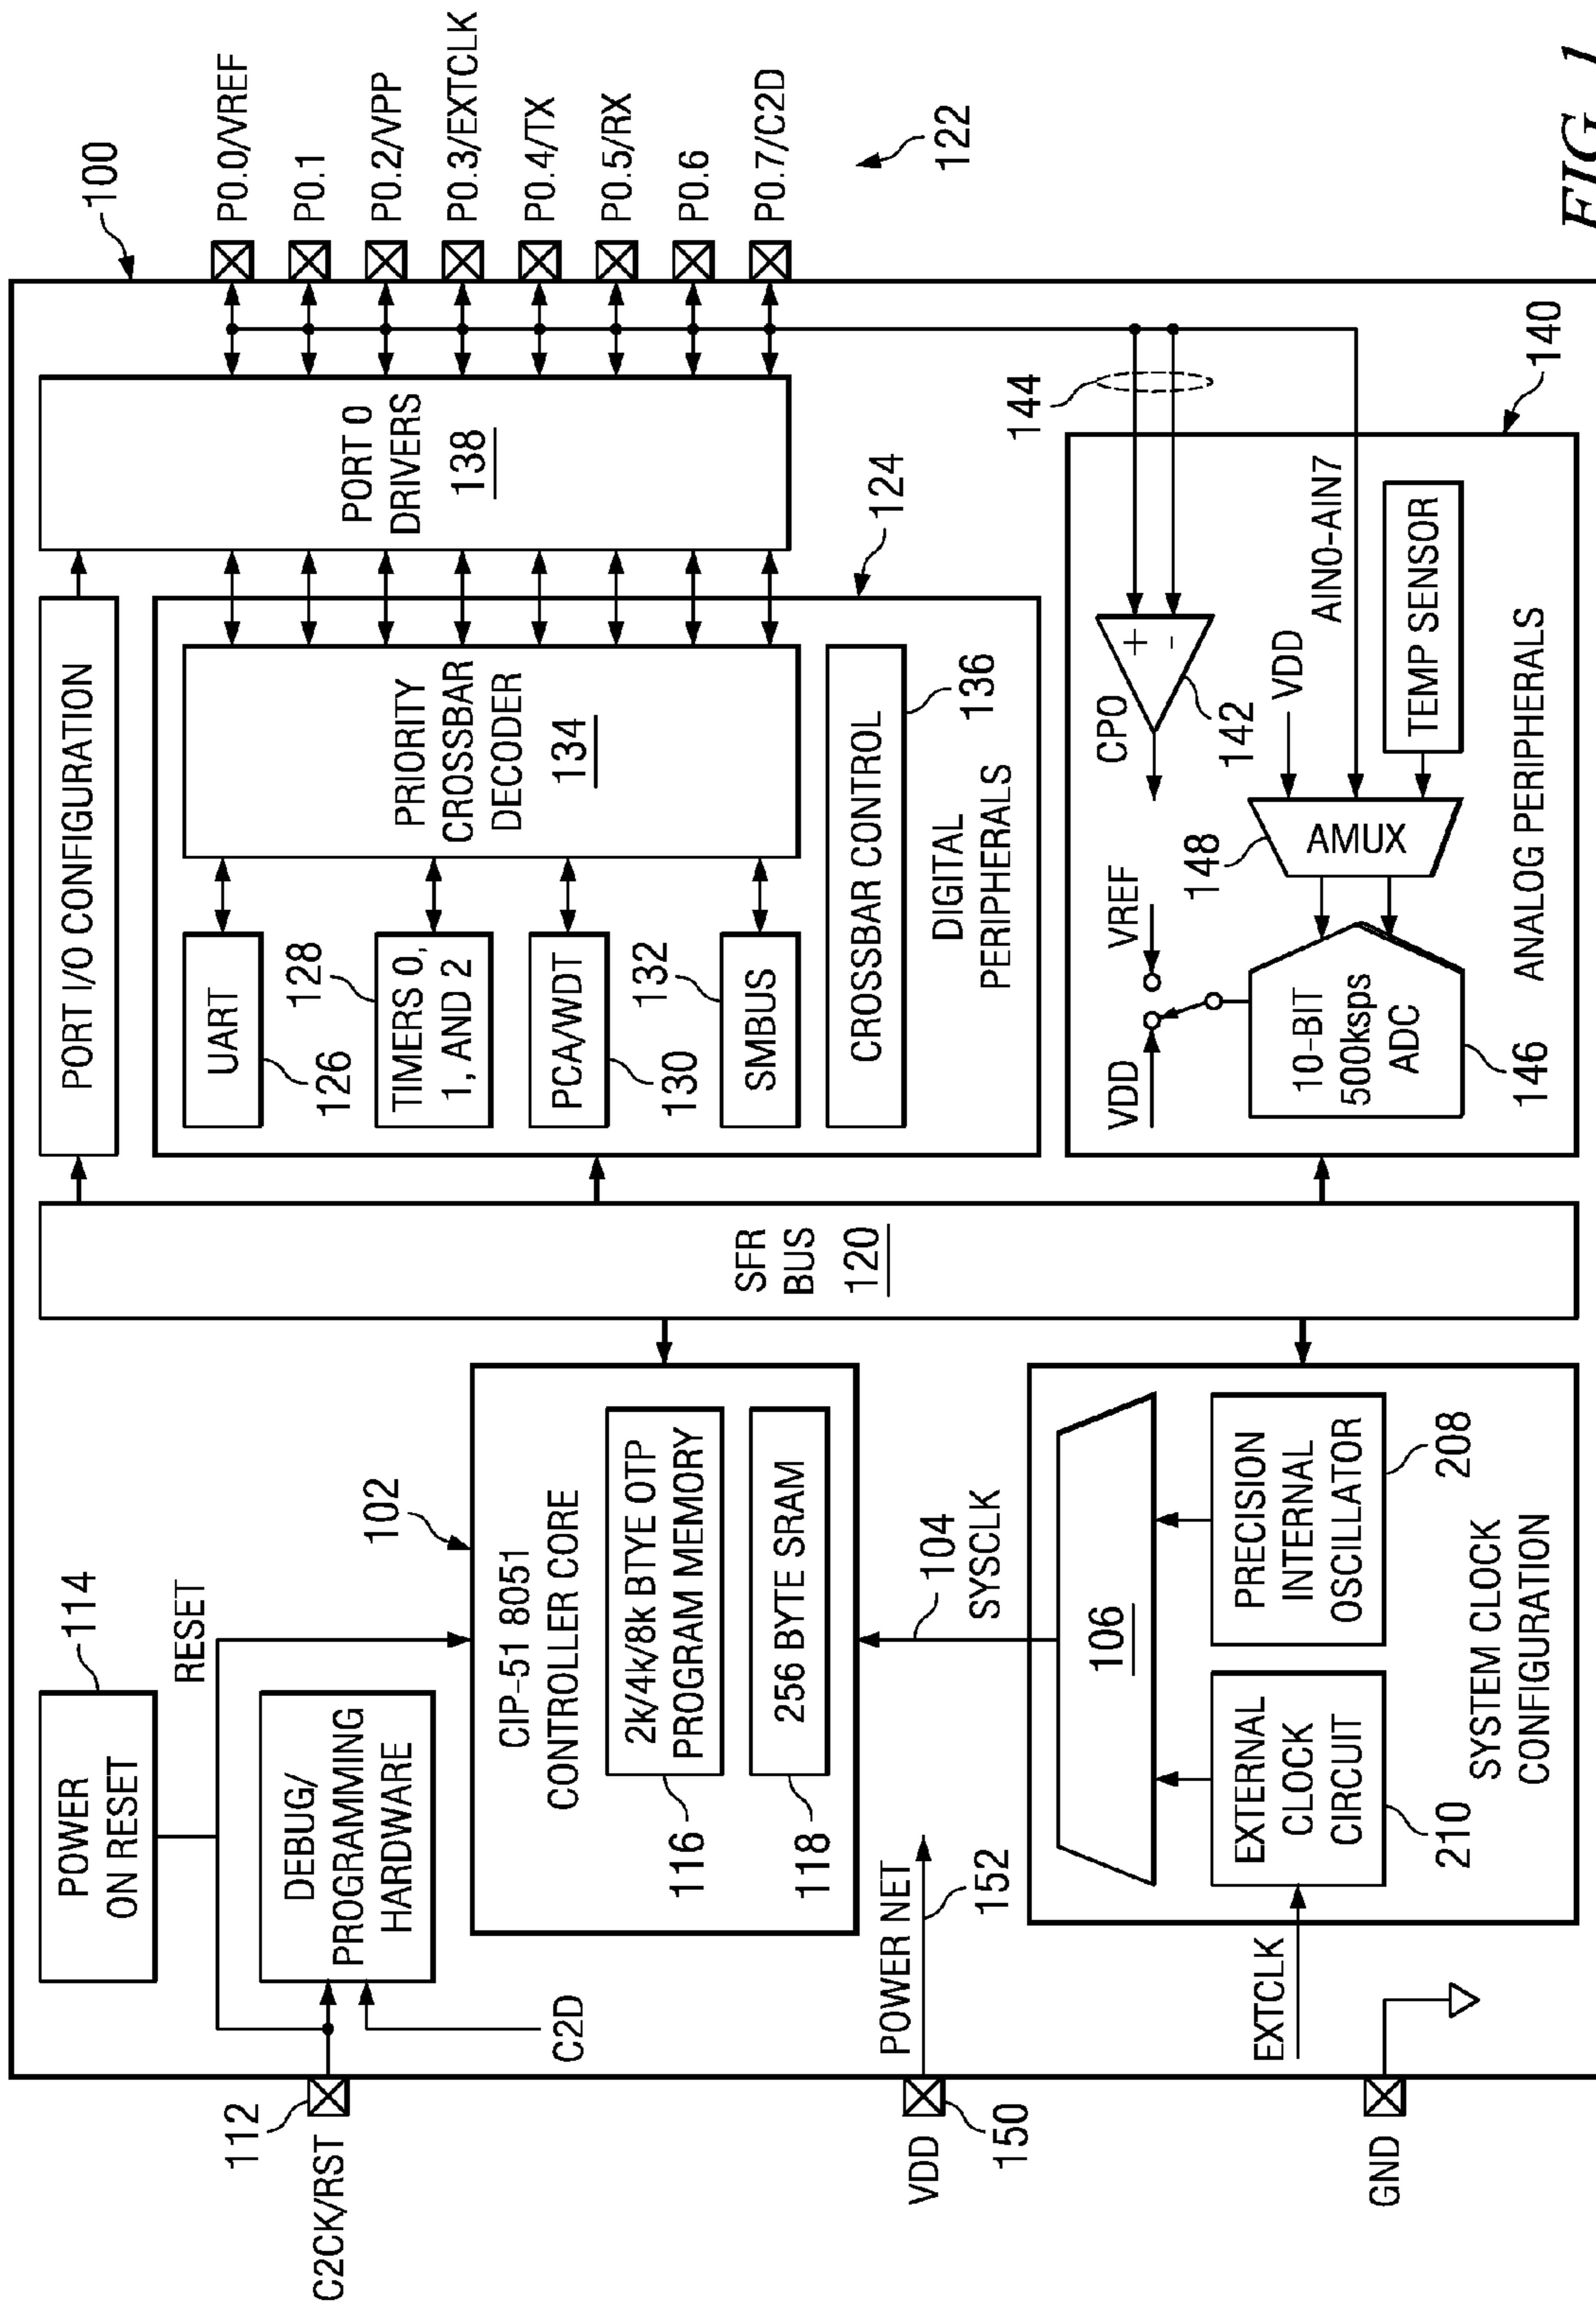 C2CK/RST
112
POWER
ON RESET
114
RESET
DEBUG/
PROGRAMMING
HARDWARE
C2D
CIP-51 8051
CONTROLLER CORE
102
2k/4k/8k BTYE OTP
PROGRAM MEMORY
116
256 BYTE SRAM
118
VDD
150
POWER NET
152
104
SYSCLK
106
EXTERNAL
CLOCK
CIRCUIT
210
PRECISION
INTERNAL
OSCILLATOR
208
SYSTEM CLOCK
CONFIGURATION
EXTCLK
GND
SFR
BUS
120
PORT I/O CONFIGURATION
UART
126
TIMERS 0,
1, AND 2
128
PCA/WDT
130
SMBUS
132
PRIORITY
CROSSBAR
DECODER
134
CROSSBAR CONTROL
136
DIGITAL
PERIPHERALS
124
PORT 0
DRIVERS
138
100
P0.0/VREF
P0.1
P0.2/VPP
P0.3/EXTCLK
P0.4/TX
P0.5/RX
P0.6
P0.7/C2D
122
144
CPO
+
-
142
VDD
VREF
10-BIT
500ksps
ADC
146
AMUX
148
VDD
AIN0-AIN7
TEMP SENSOR
ANALOG PERIPHERALS
140
FIG. 1